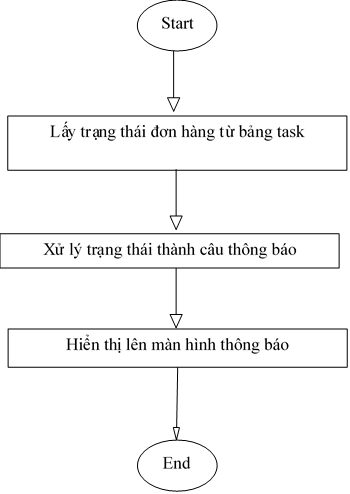 Start
Lấy trạng thái đơn hàng từ bảng task
Xử lý trạng thái thành câu thông báo
Hiển thị lên màn hình thông báo
End